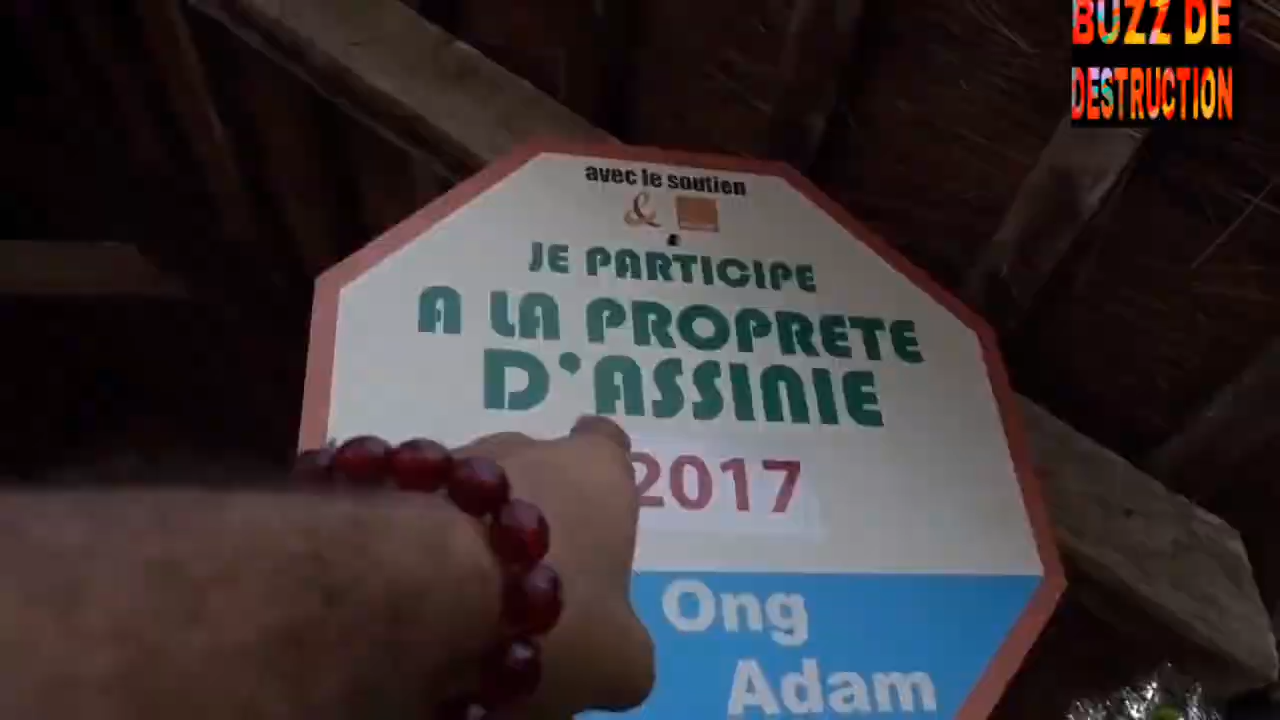 BUZZ DE
DESTRUCTION
avec le soutien
&
JE PARTICIPE
A LA PROPRETE
D'ASSINIE
2017
Ong
Adam